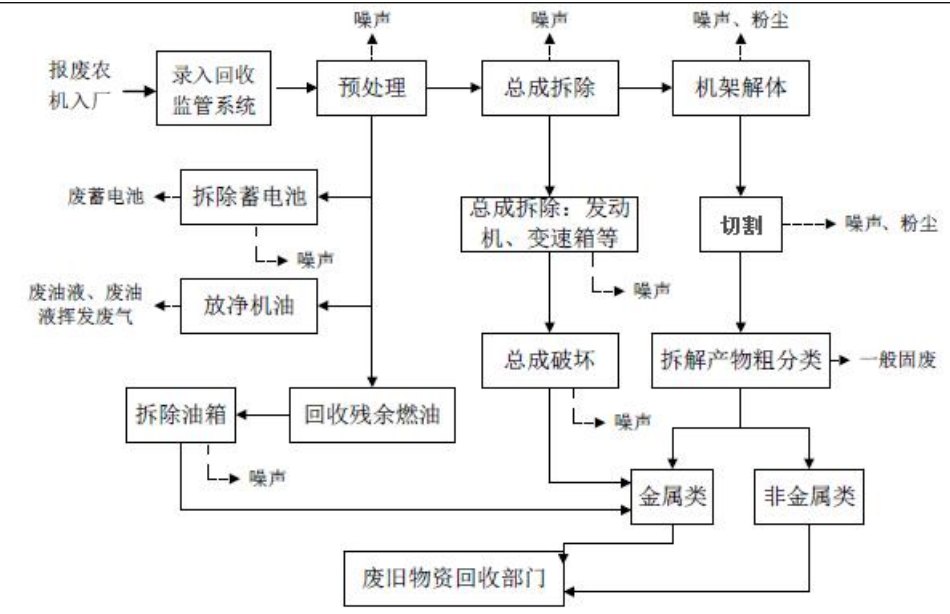 噪声
噪声
噪声、粉尘
报废农
机入厂
录入回收
监管系统
预处理
总成拆除
机架解体
废蓄电池
拆除蓄电池
噪声
总成拆除：发动
机、变速箱等
噪声
切割
噪声、粉尘
废油液、废油
液挥发废气
放净机油
总成破坏
噪声
拆解产物粗分类
一般固废
拆除油箱
噪声
回收残余燃油
金属类
非金属类
废旧物资回收部门